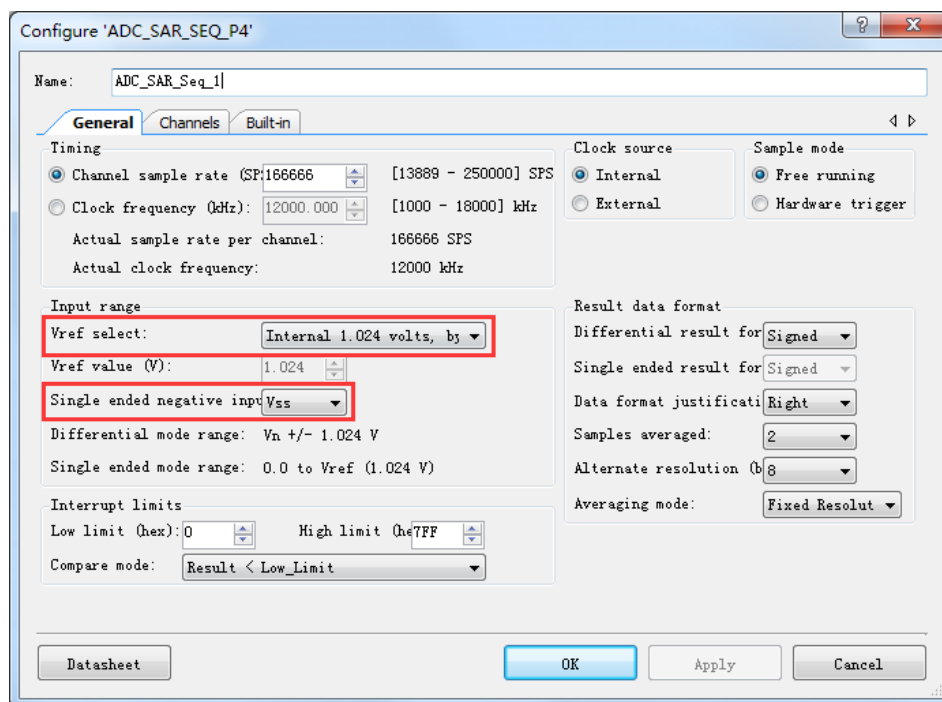 Configure 'ADC_SAR_SEQ_P4'
Name: ADC_SAR_Seq_1
General Channels Built-in
Timing
Channel sample rate (SP: 166666 [13889 - 250000] SPS
Clock frequency (kHz): 12000.000 [1000 - 18000] kHz
Actual sample rate per channel: 166666 SPS
Actual clock frequency: 12000 kHz
Clock source
Internal
External
Sample mode
Free running
Hardware trigger
Input range
Vref select: Internal 1.024 volts, by
Vref value (V): 1.024
Single ended negative inpu Vss
Differential mode range: Vn +/- 1.024 V
Single ended mode range: 0.0 to Vref (1.024 V)
Result data format
Differential result for Signed
Single ended result for Signed
Data format justificati Right
Samples averaged: 2
Alternate resolution (b 8
Averaging mode: Fixed Resolut
Interrupt limits
Low limit (hex): 0 High limit (he 7FF
Compare mode: Result < Low_Limit
Datasheet OK Apply Cancel